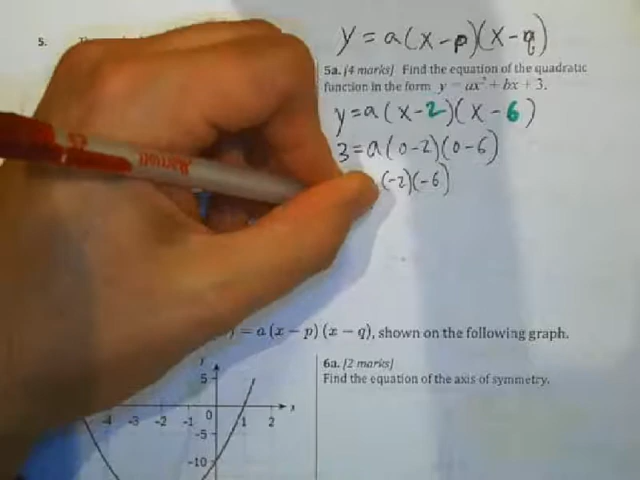 y = a(x-p)(x-q)
5.
5a. [4 marks] Find the equation of the quadratic
function in the form y = ax² + bx + 3.
y=a(x-2)(x-6)
3=a(0-2)(0-6)
(-2)(-6)
= a(x − p)(x − q), shown on the following graph.
6a. [2 marks]
Find the equation of the axis of symmetry.
y
5
0
x
-4 -3 -2 -1 1 2
-5
-10